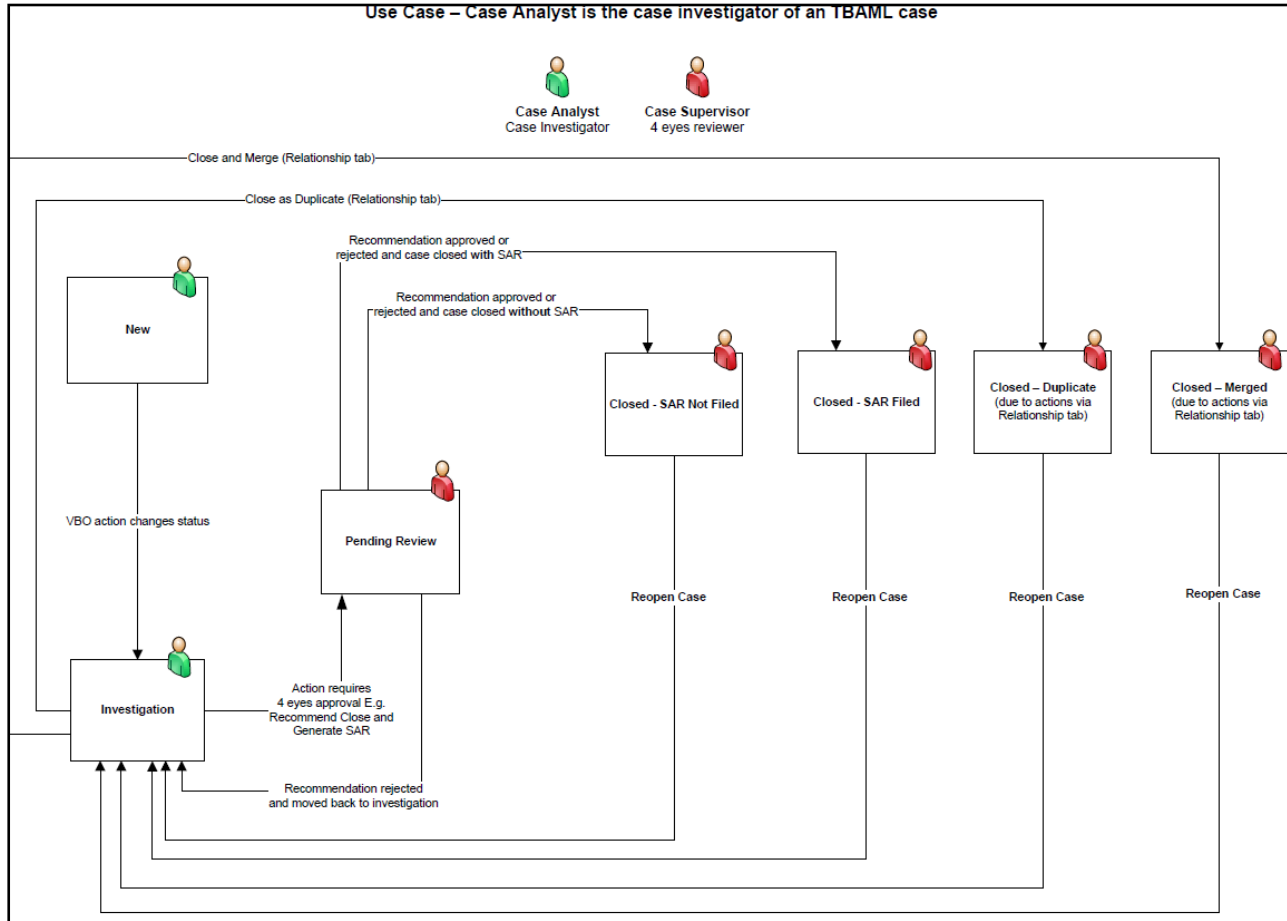 Use Case – Case Analyst is the case investigator of an TBAML case
Case Analyst
Case Investigator
Case Supervisor
4 eyes reviewer
Close and Merge (Relationship tab)
Close as Duplicate (Relationship tab)
Recommendation approved or
rejected and case closed with SAR
Recommendation approved or
rejected and case closed without SAR
New
Closed - SAR Not Filed
Closed - SAR Filed
Closed – Duplicate
(due to actions via
Relationship tab)
Closed – Merged
(due to actions via
Relationship tab)
VBO action changes status
Pending Review
Reopen Case
Reopen Case
Reopen Case
Reopen Case
Investigation
Action requires
4 eyes approval E.g.
Recommend Close and
Generate SAR
Recommendation rejected
and moved back to investigation